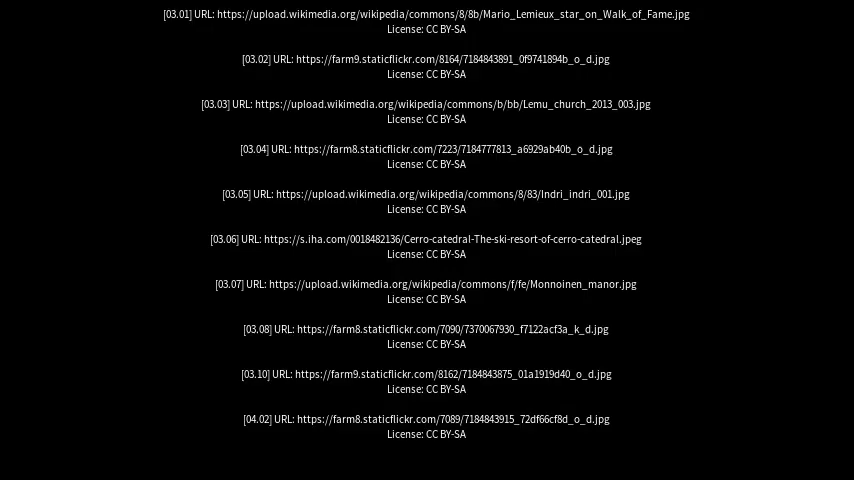 [03.01] URL: https://upload.wikimedia.org/wikipedia/commons/8/8b/Mario_Lemieux_star_on_Walk_of_Fame.jpg
License: CC BY-SA
[03.02] URL: https://farm9.staticflickr.com/8164/7184843891_0f9741894b_o_d.jpg
License: CC BY-SA
[03.03] URL: https://upload.wikimedia.org/wikipedia/commons/b/bb/Lemu_church_2013_003.jpg
License: CC BY-SA
[03.04] URL: https://farm8.staticflickr.com/7223/7184777813_a6929ab40b_o_d.jpg
License: CC BY-SA
[03.05] URL: https://upload.wikimedia.org/wikipedia/commons/8/83/Indri_indri_001.jpg
License: CC BY-SA
[03.06] URL: https://s.iha.com/0018482136/Cerro-catedral-The-ski-resort-of-cerro-catedral.jpeg
License: CC BY-SA
[03.07] URL: https://upload.wikimedia.org/wikipedia/commons/f/fe/Monnoinen_manor.jpg
License: CC BY-SA
[03.08] URL: https://farm8.staticflickr.com/7090/7370067930_f7122acf3a_k_d.jpg
License: CC BY-SA
[03.10] URL: https://farm9.staticflickr.com/8162/7184843875_01a1919d40_o_d.jpg
License: CC BY-SA
[04.02] URL: https://farm8.staticflickr.com/7089/7184843915_72df66cf8d_o_d.jpg
License: CC BY-SA